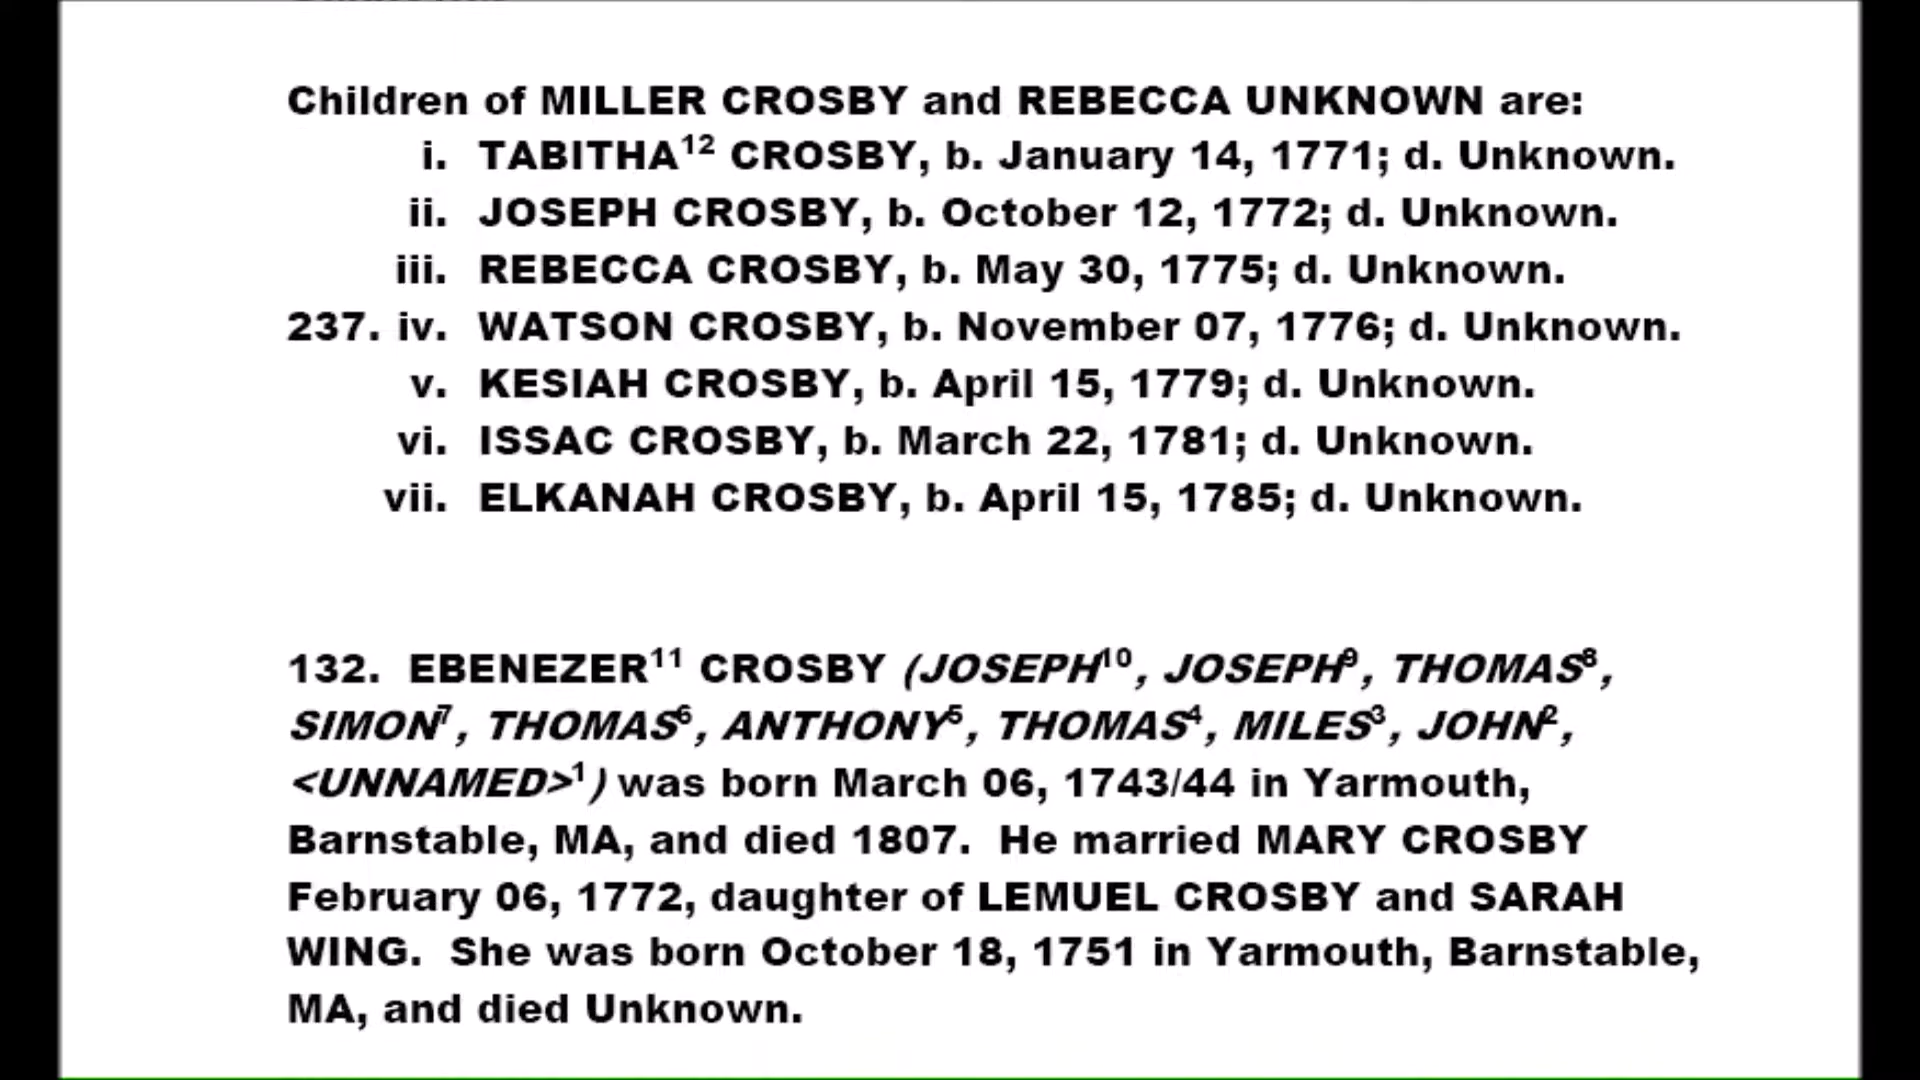 Children of MILLER CROSBY and REBECCA UNKNOWN are:
i. TABITHA¹² CROSBY, b. January 14, 1771; d. Unknown.
ii. JOSEPH CROSBY, b. October 12, 1772; d. Unknown.
iii. REBECCA CROSBY, b. May 30, 1775; d. Unknown.
237. iv. WATSON CROSBY, b. November 07, 1776; d. Unknown.
v. KESIAH CROSBY, b. April 15, 1779; d. Unknown.
vi. ISSAC CROSBY, b. March 22, 1781; d. Unknown.
vii. ELKANAH CROSBY, b. April 15, 1785; d. Unknown.
132. EBENEZER¹¹ CROSBY (JOSEPH¹⁰, JOSEPH⁹, THOMAS⁸,
SIMON⁷, THOMAS⁶, ANTHONY⁵, THOMAS⁴, MILES³, JOHN²,
<UNNAMED>¹) was born March 06, 1743/44 in Yarmouth,
Barnstable, MA, and died 1807. He married MARY CROSBY
February 06, 1772, daughter of LEMUEL CROSBY and SARAH
WING. She was born October 18, 1751 in Yarmouth, Barnstable,
MA, and died Unknown.